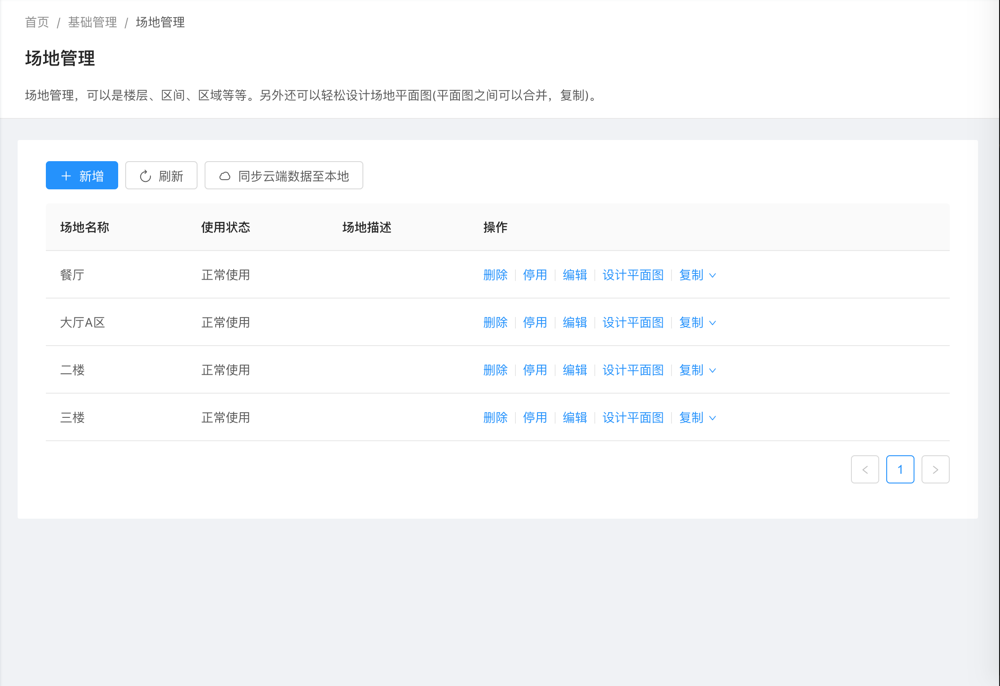 首页 / 基础管理 / 场地管理
场地管理
场地管理，可以是楼层、区间、区域等等。另外还可以轻松设计场地平面图(平面图之间可以合并，复制)。
新增 刷新 同步云端数据至本地
场地名称 使用状态 场地描述 操作
餐厅 正常使用 删除 停用 编辑 设计平面图 复制
大厅A区 正常使用 删除 停用 编辑 设计平面图 复制
二楼 正常使用 删除 停用 编辑 设计平面图 复制
三楼 正常使用 删除 停用 编辑 设计平面图 复制
1